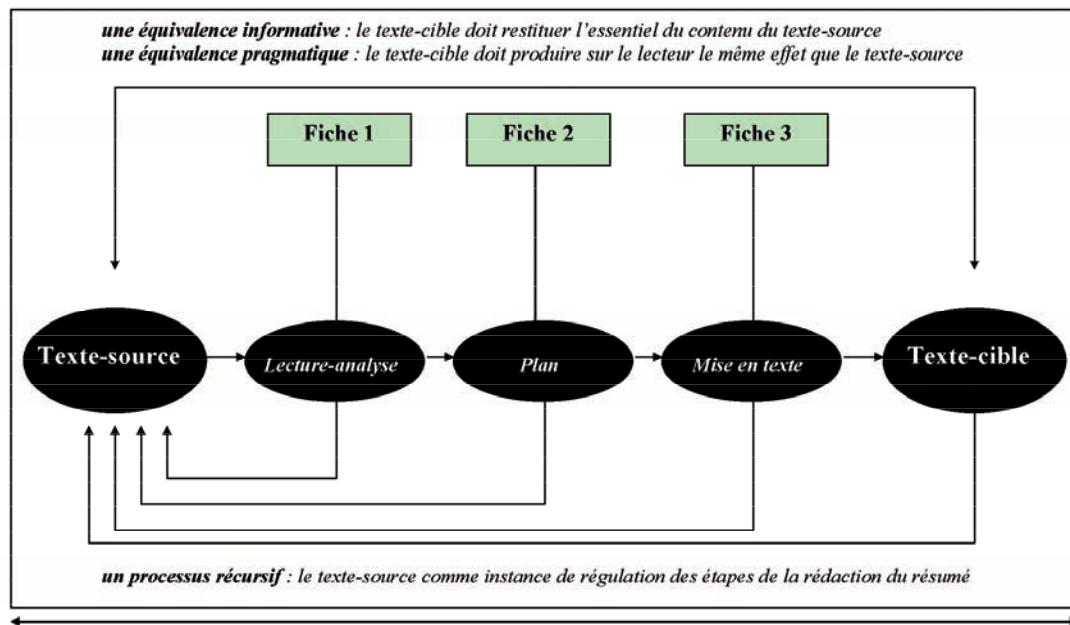 une équivalence informative : le texte-cible doit restituer l’essentiel du contenu du texte-source
une équivalence pragmatique : le texte-cible doit produire sur le lecteur le même effet que le texte-source
Fiche 1
Fiche 2
Fiche 3
Texte-source
Lecture-analyse
Plan
Mise en texte
Texte-cible
un processus récursif : le texte-source comme instance de régulation des étapes de la rédaction du résumé